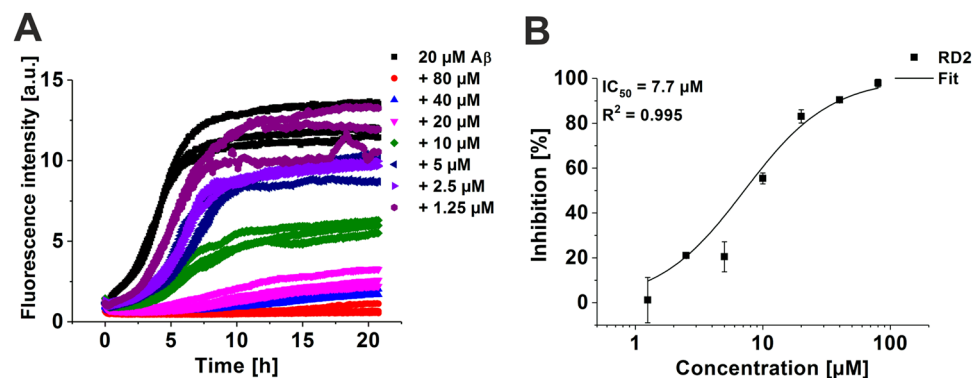 A
Fluorescence intensity [a.u.]
15
10
5
0
0 5 10 15 20
Time [h]
20 µM Aβ
+ 80 µM
+ 40 µM
+ 20 µM
+ 10 µM
+ 5 µM
+ 2.5 µM
+ 1.25 µM
B
Inhibition [%]
100
80
60
40
20
0
1 10 100
Concentration [µM]
IC50 = 7.7 µM
R2 = 0.995
RD2
Fit